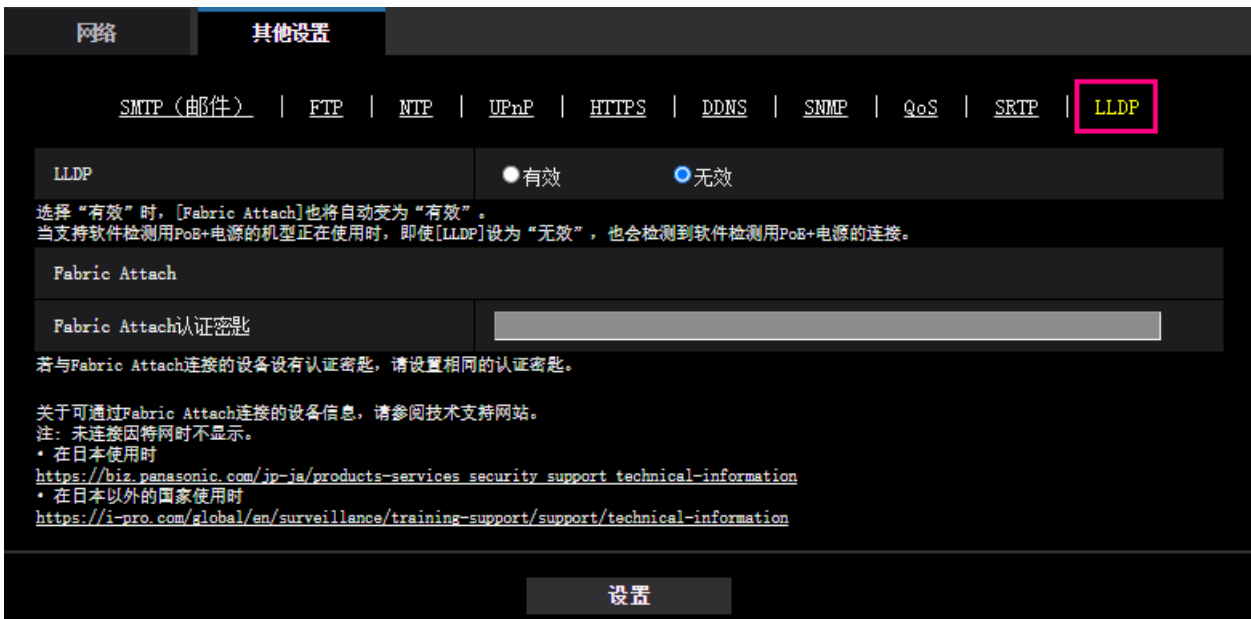 网络 其他设置
SMTP（邮件） | FTP | NTP | UPnP | HTTPS | DDNS | SNMP | QoS | SRTP | LLDP
LLDP 有效 无效
选择“有效”时，[Fabric Attach]也将自动变为“有效”。
当支持软件检测用PoE+电源的机型正在使用时，即使[LLDP]设为“无效”，也会检测到软件检测用PoE+电源的连接。
Fabric Attach
Fabric Attach认证密匙
若与Fabric Attach连接的设备设有认证密匙，请设置相同的认证密匙。
关于可通过Fabric Attach连接的设备信息，请参阅技术支持网站。
注: 未连接因特网时不显示。
• 在日本使用时
https://biz.panasonic.com/jp-ja/products-services_security_support_technical-information
• 在日本以外的国家使用时
https://i-pro.com/global/en/surveillance/training-support/support/technical-information
设置